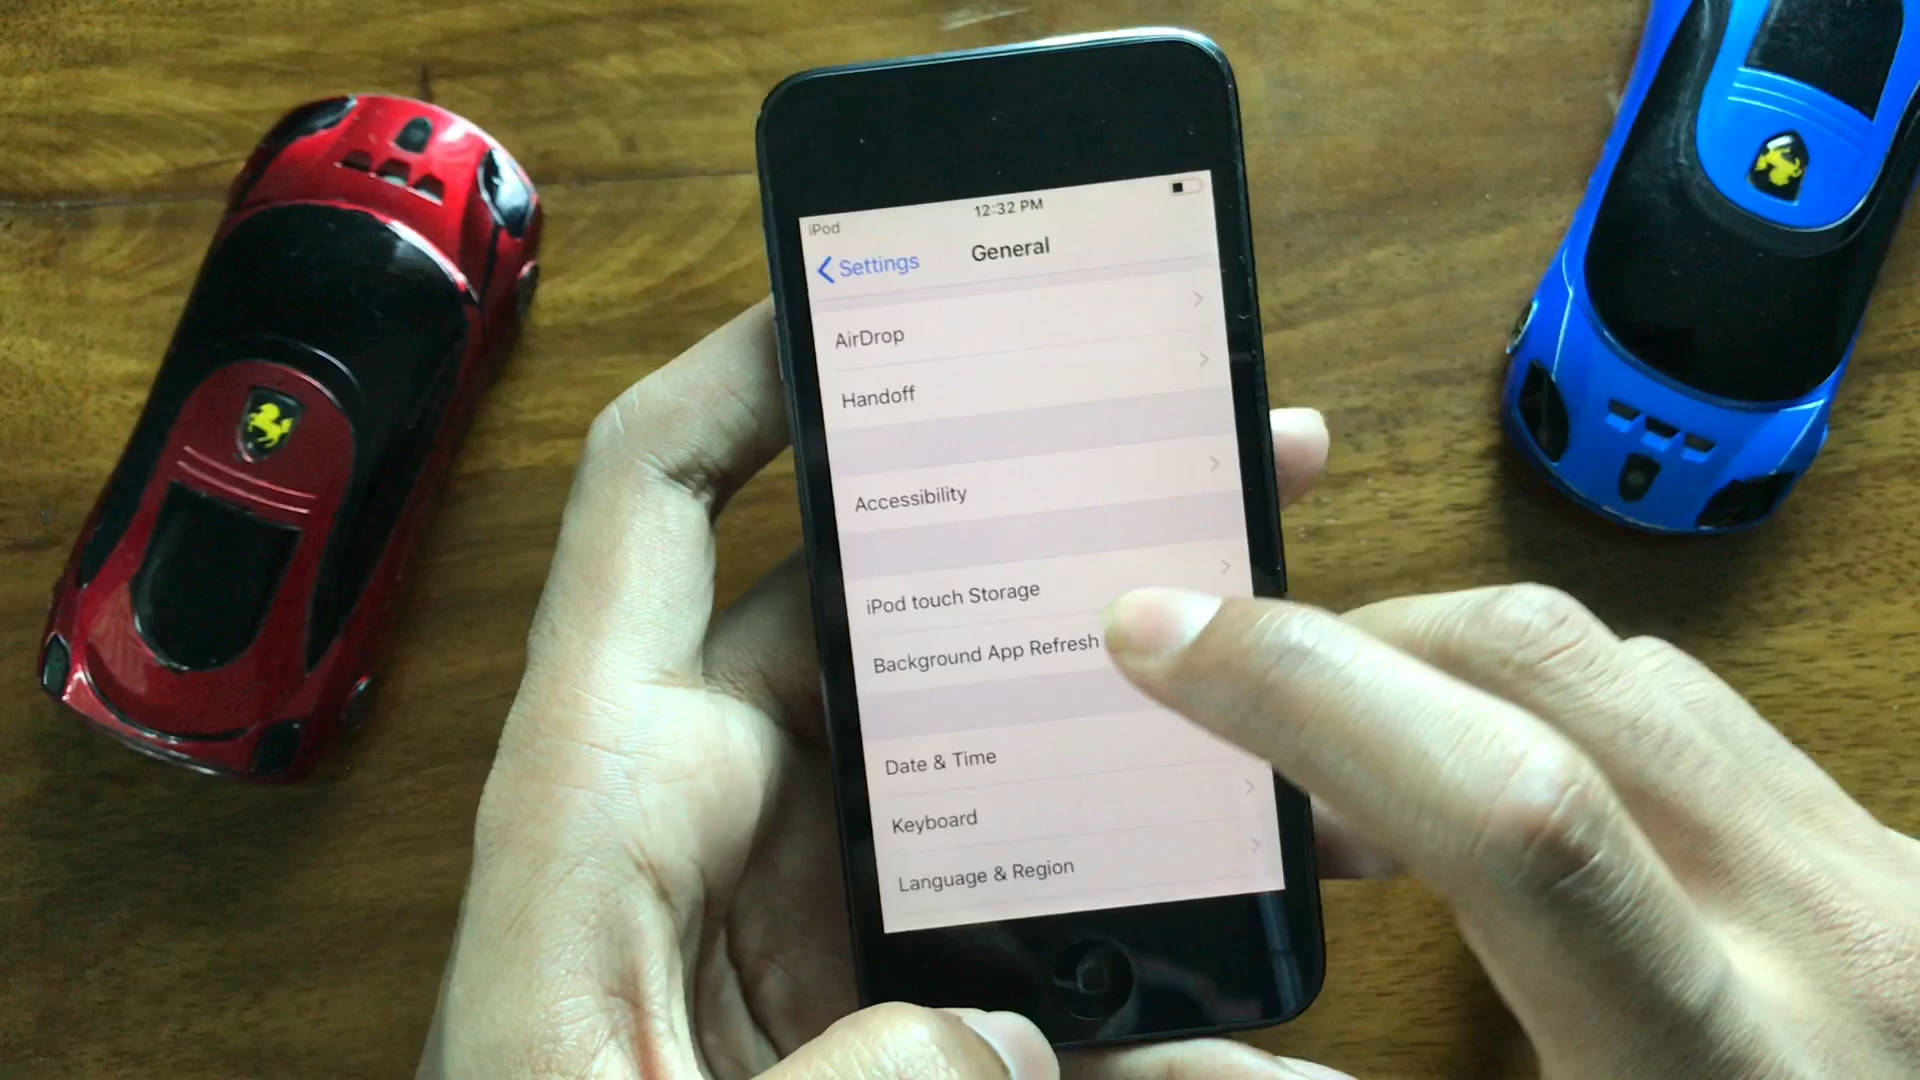 iPod
12:32 PM
Settings
General
AirDrop
Handoff
Accessibility
iPod touch Storage
Background App Refresh
Date & Time
Keyboard
Language & Region